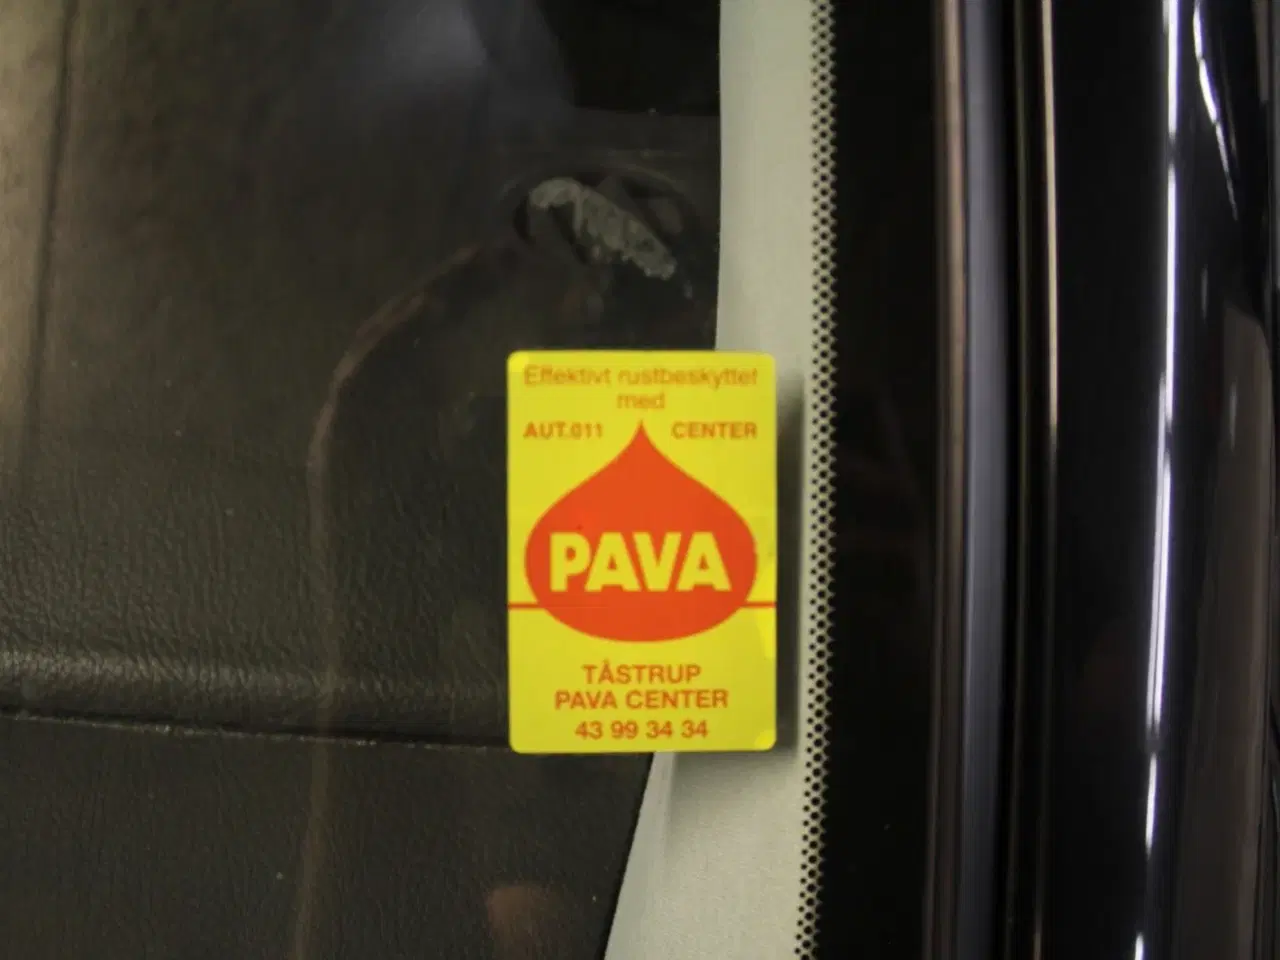 Effektivt rustbeskyttet
med
AUT.011 CENTER
PAVA
TÅSTRUP
PAVA CENTER
43 99 34 34